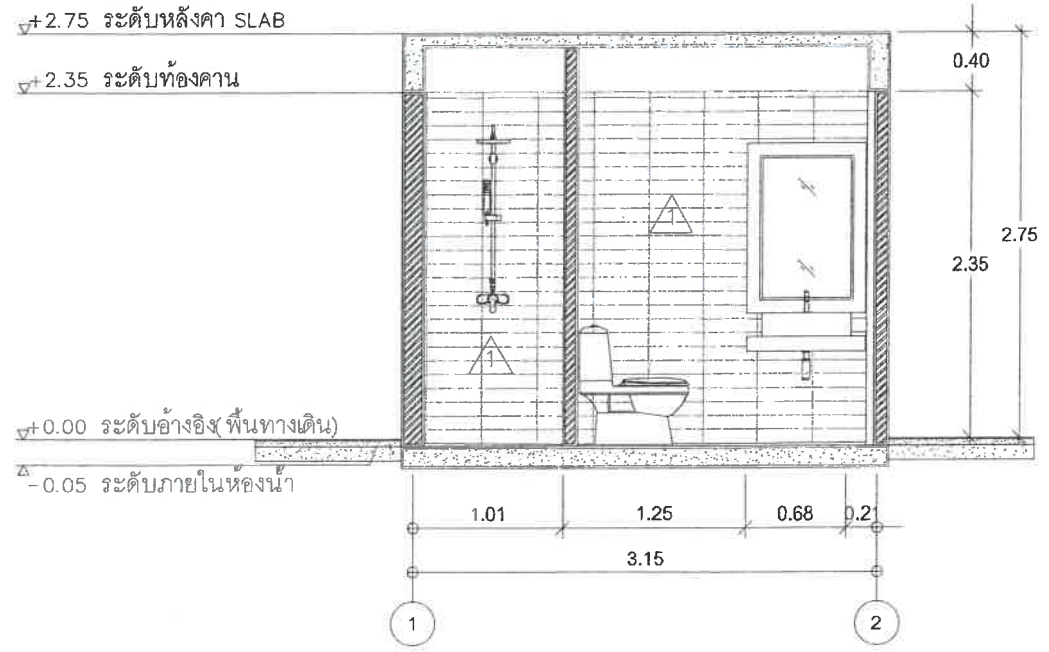 +2.75 ระดับหลังคา SLAB
0.40
+2.35 ระดับท้องคาน
1
2.75
2.35
1
+0.00 ระดับอ้างอิง(พื้นทางเดิน)
-0.05 ระดับภายในห้องน้ำ
1.01 1.25 0.68 0.21
3.15
1 2